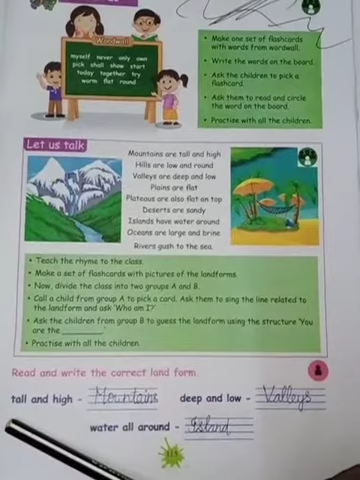 Wordwall
myself never only own
pick shall show start
today together try
warm flat round
• Make one set of flashcards
with words from wordwall.
• Write the words on the board.
• Ask the children to pick a
flashcard.
• Ask them to read and circle
the word on the board.
• Practise with all the children.
Let us talk
Mountains are tall and high
Hills are low and round
Valleys are deep and low
Plains are flat
Plateaus are also flat on top
Deserts are sandy
Islands have water around
Oceans are large and brine
Rivers gush to the sea.
• Teach the rhyme to the class.
• Make a set of flashcards with pictures of the landforms.
• Now, divide the class into two groups A and B.
• Call a child from group A to pick a card. Ask them to sing the line related to
the landform and ask 'Who am I?'
• Ask the children from group B to guess the landform using the structure 'You
are the ________.'
• Practise with all the children.
Read and write the correct land form.
tall and high - Mountains deep and low - Valleys
water all around - Island
115